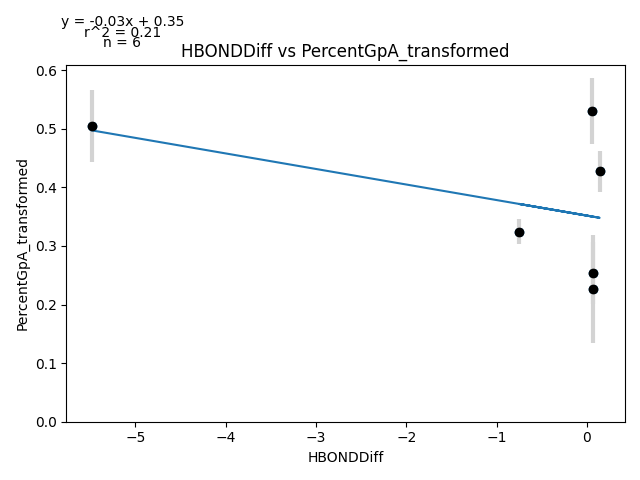 y = -0.03x + 0.35
r^2 = 0.21
n = 6
HBONDDiff vs PercentGpA_transformed
PercentGpA_transformed
0.6
0.5
0.4
0.3
0.2
0.1
0.0
−5 −4 −3 −2 −1 0
HBONDDiff